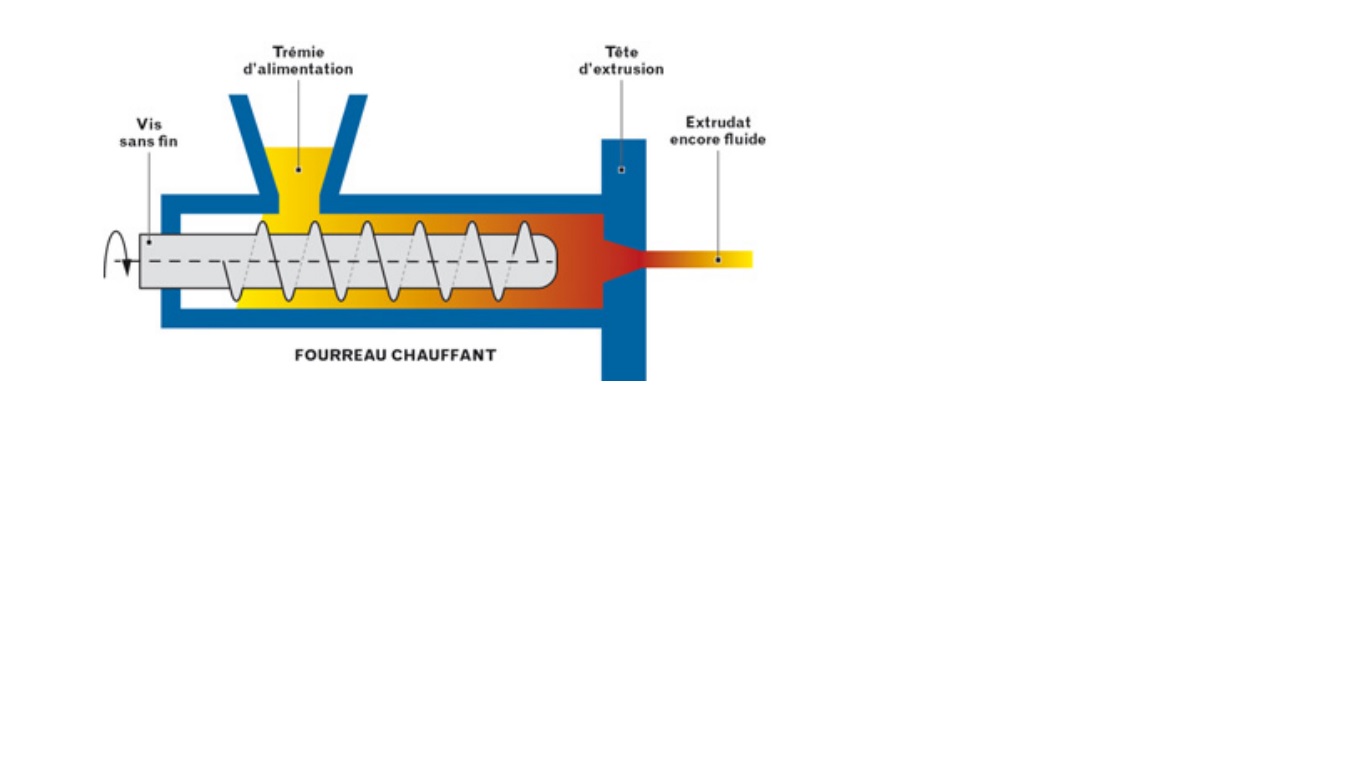 Trémie
d'alimentation
Tête
d'extrusion
Vis
sans fin
Extrudat
encore fluide
FOURREAU CHAUFFANT